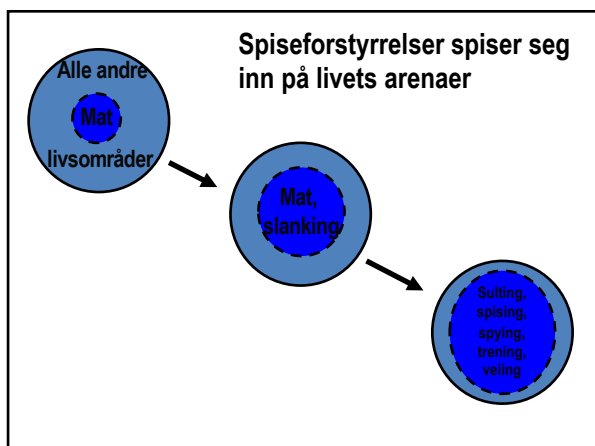 Spiseforstyrrelser spiser seg
inn på livets arenaer
Alle andre
Mat
livsområder
Mat,
slanking
Sulting,
spising,
spying,
trening,
veiing